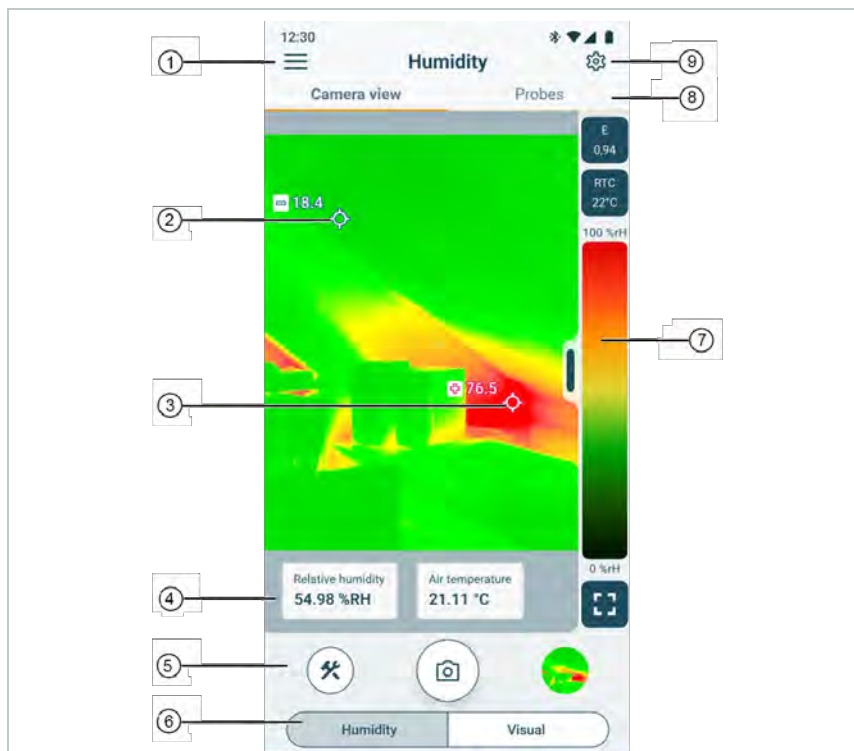 12:30
1
Humidity
9
Camera view
Probes
8
E
0,94
RTC
22°C
18.4
2
100 %rH
7
76.5
3
0 %rH
4
Relative humidity
54.98 %RH
Air temperature
21.11 °C
5
6
Humidity
Visual